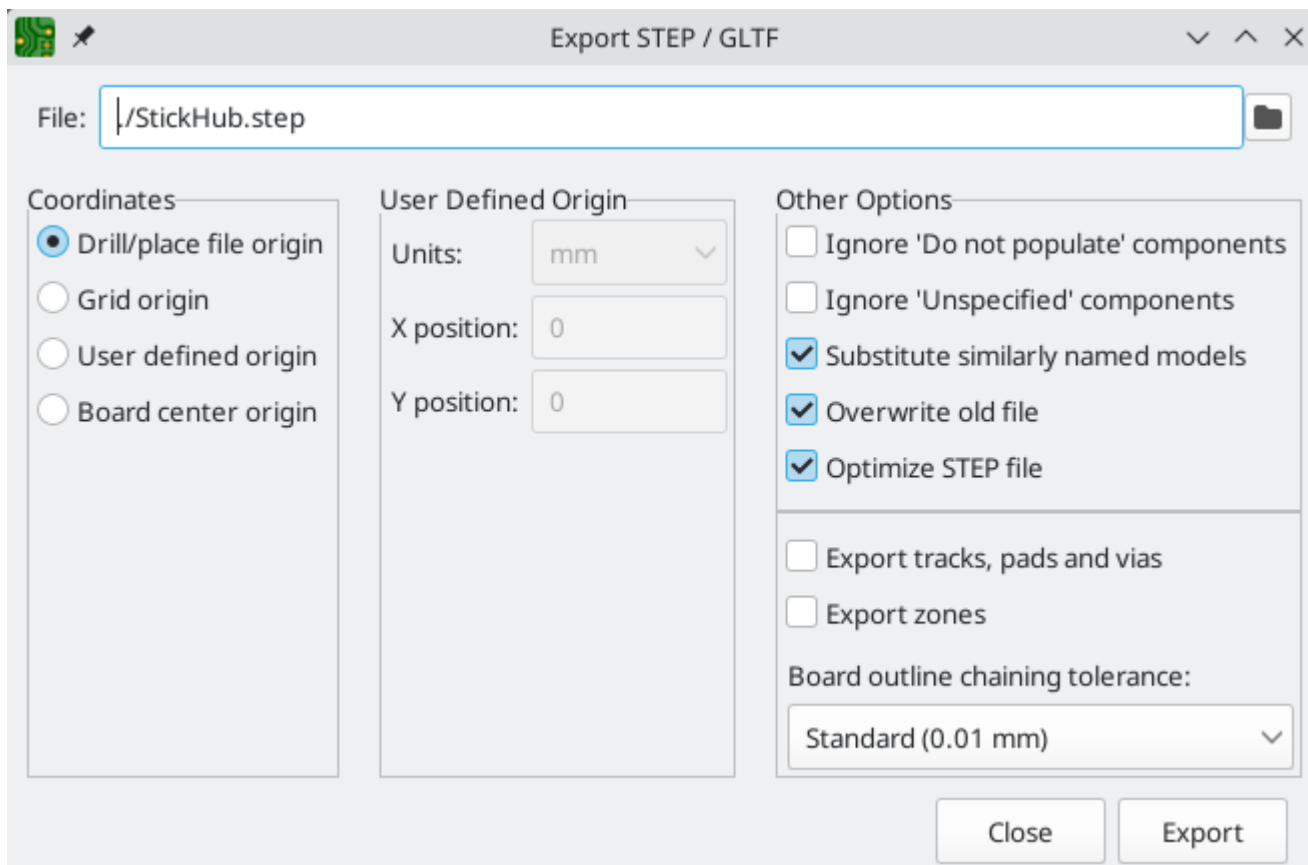 Export STEP / GLTF
File: ./StickHub.step
Coordinates
Drill/place file origin
Grid origin
User defined origin
Board center origin
User Defined Origin
Units: mm
X position: 0
Y position: 0
Other Options
Ignore 'Do not populate' components
Ignore 'Unspecified' components
Substitute similarly named models
Overwrite old file
Optimize STEP file
Export tracks, pads and vias
Export zones
Board outline chaining tolerance:
Standard (0.01 mm)
Close
Export